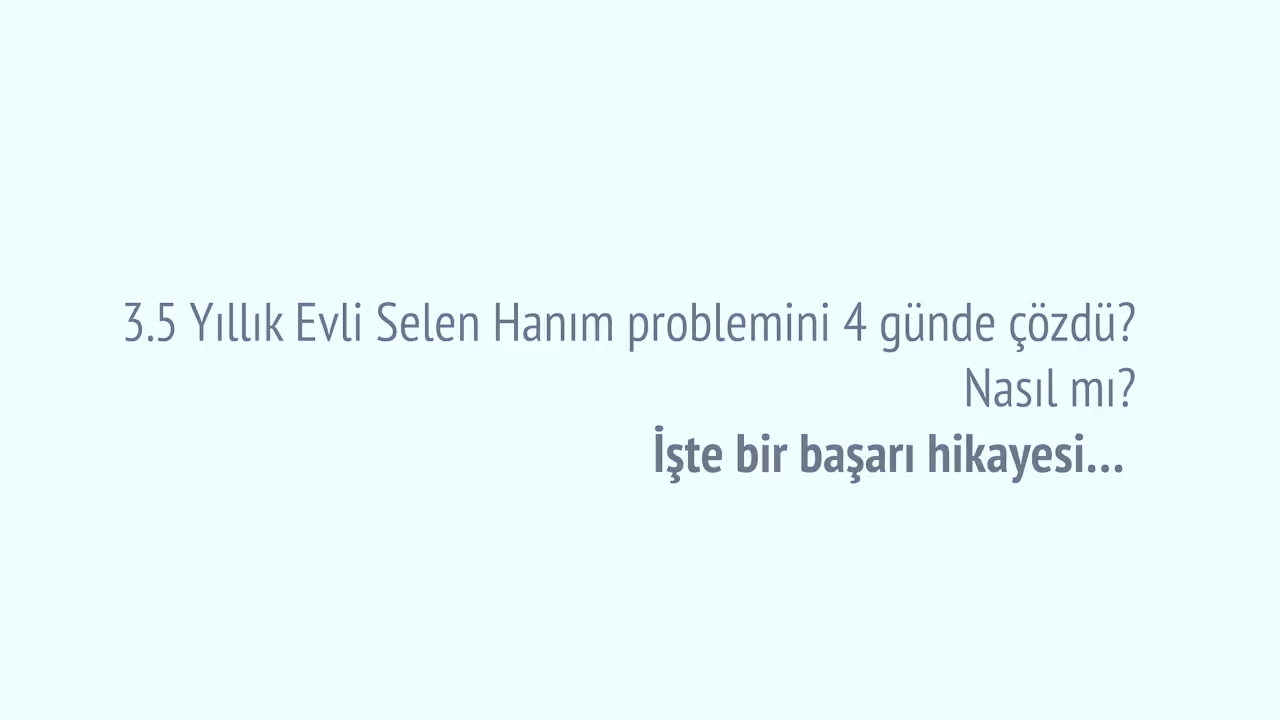 3.5 Yıllık Evli Selen Hanım problemini 4 günde çözdü?
Nasıl mı?
İşte bir başarı hikayesi...